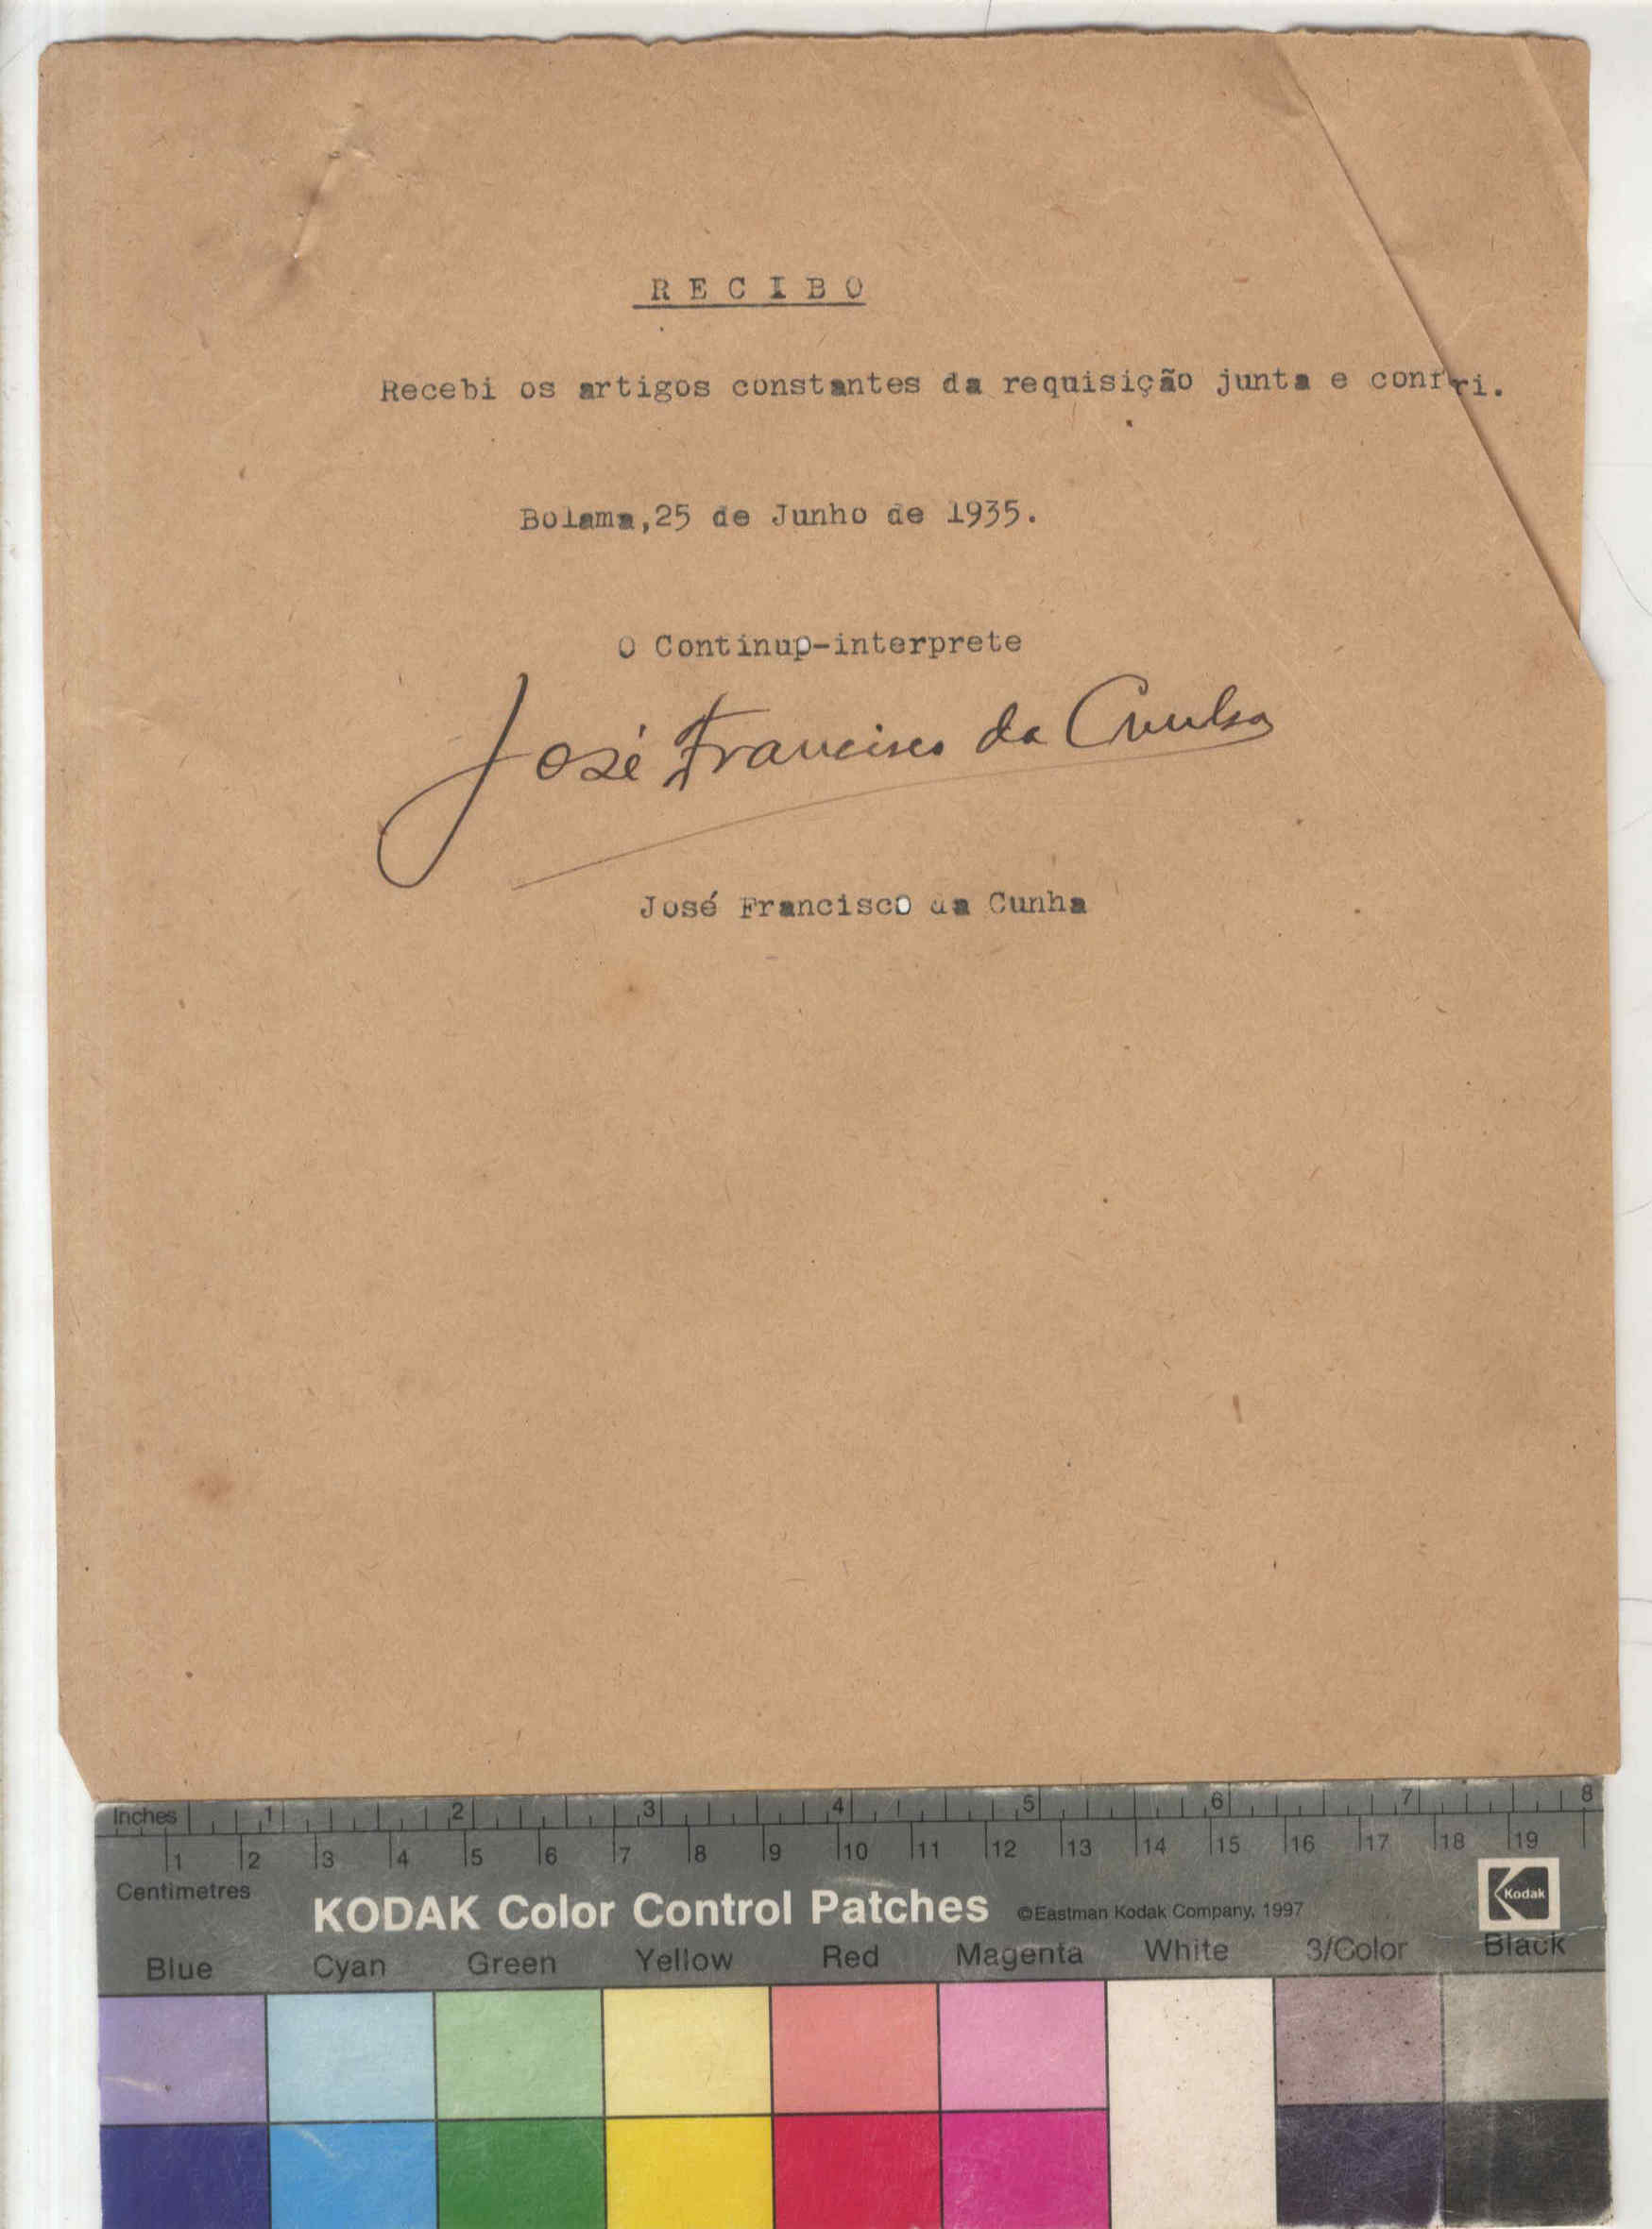 R E C I B O
Recebi os artigos constantes da requisição junta e conferi.
Bolama,25 de Junho de 1935.
O Continup-interprete
José Francisco da Cunha
José Francisco da Cunha
Inches 1 2 3 4 5 6 7 8
1 2 3 4 5 6 7 8 9 10 11 12 13 14 15 16 17 18 19
Centimetres
KODAK Color Control Patches ©Eastman Kodak Company, 1997 Kodak
Blue Cyan Green Yellow Red Magenta White 3/Color Black